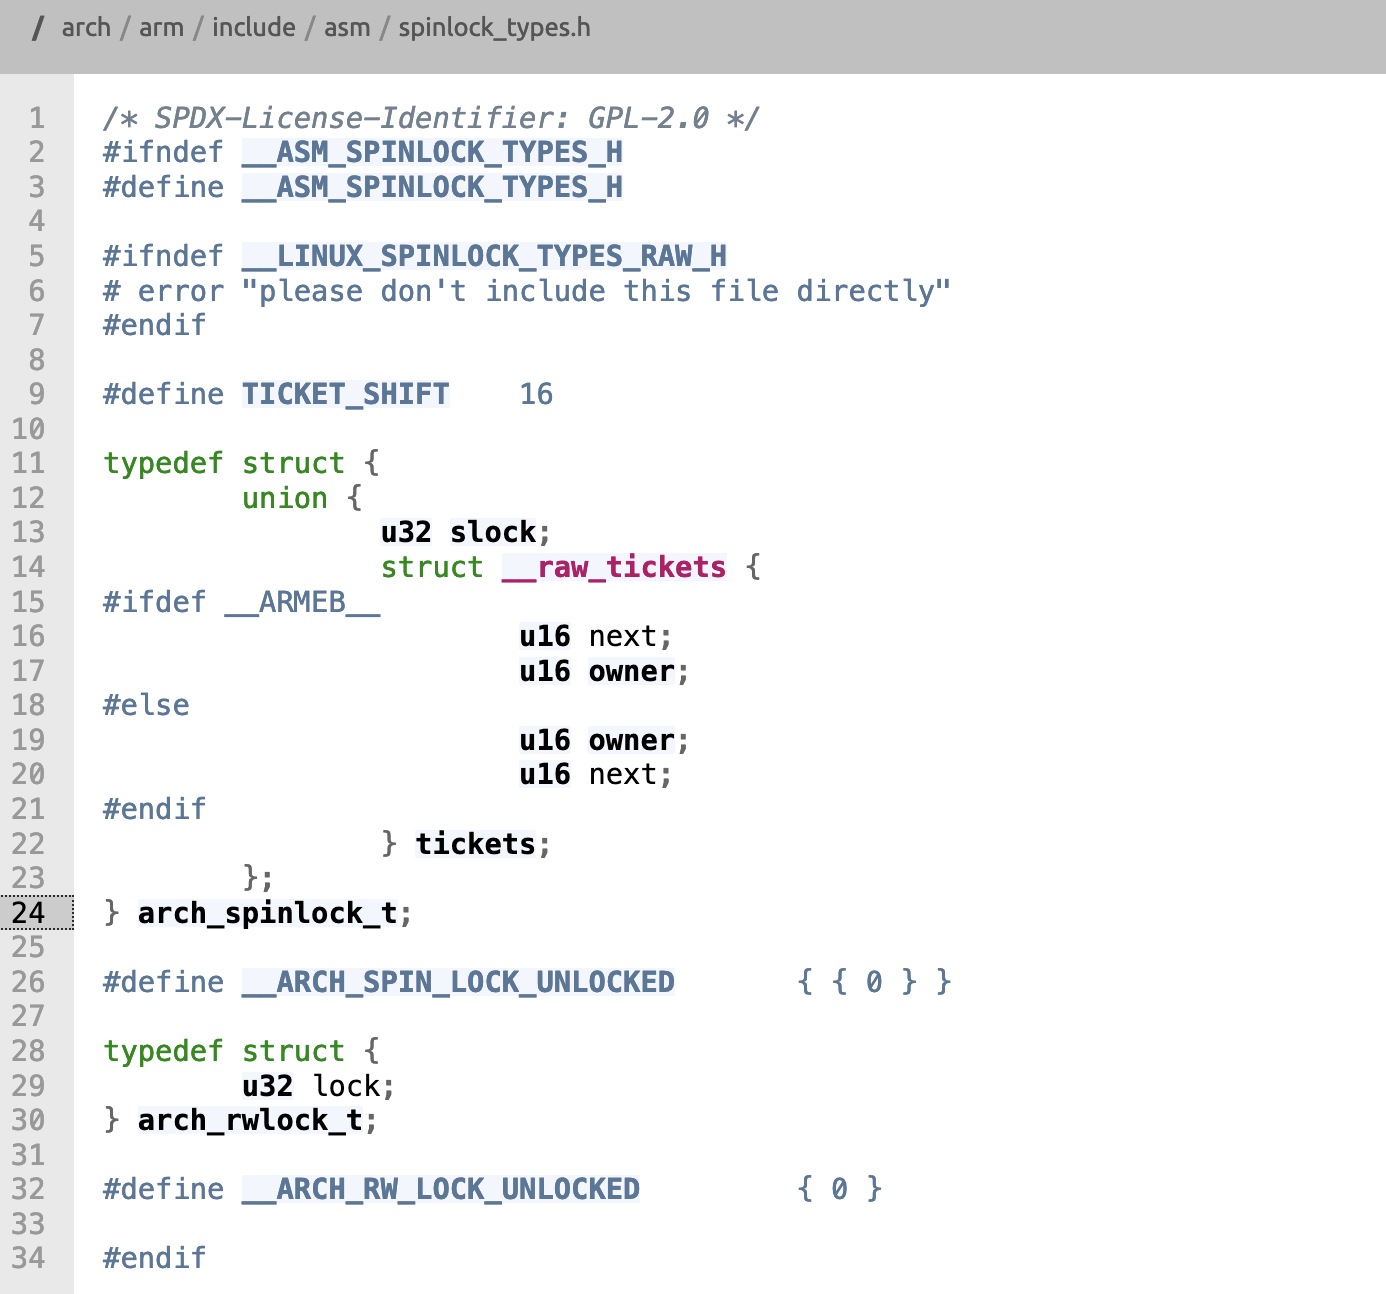 / arch / arm / include / asm / spinlock_types.h
1 /* SPDX-License-Identifier: GPL-2.0 */
2 #ifndef __ASM_SPINLOCK_TYPES_H
3 #define __ASM_SPINLOCK_TYPES_H
4
5 #ifndef __LINUX_SPINLOCK_TYPES_RAW_H
6 # error "please don't include this file directly"
7 #endif
8
9 #define TICKET_SHIFT    16
10
11 typedef struct {
12         union {
13                 u32 slock;
14                 struct __raw_tickets {
15 #ifdef __ARMEB__
16                         u16 next;
17                         u16 owner;
18 #else
19                         u16 owner;
20                         u16 next;
21 #endif
22                 } tickets;
23         };
24 } arch_spinlock_t;
25
26 #define __ARCH_SPIN_LOCK_UNLOCKED       { { 0 } }
27
28 typedef struct {
29         u32 lock;
30 } arch_rwlock_t;
31
32 #define __ARCH_RW_LOCK_UNLOCKED         { 0 }
33
34 #endif